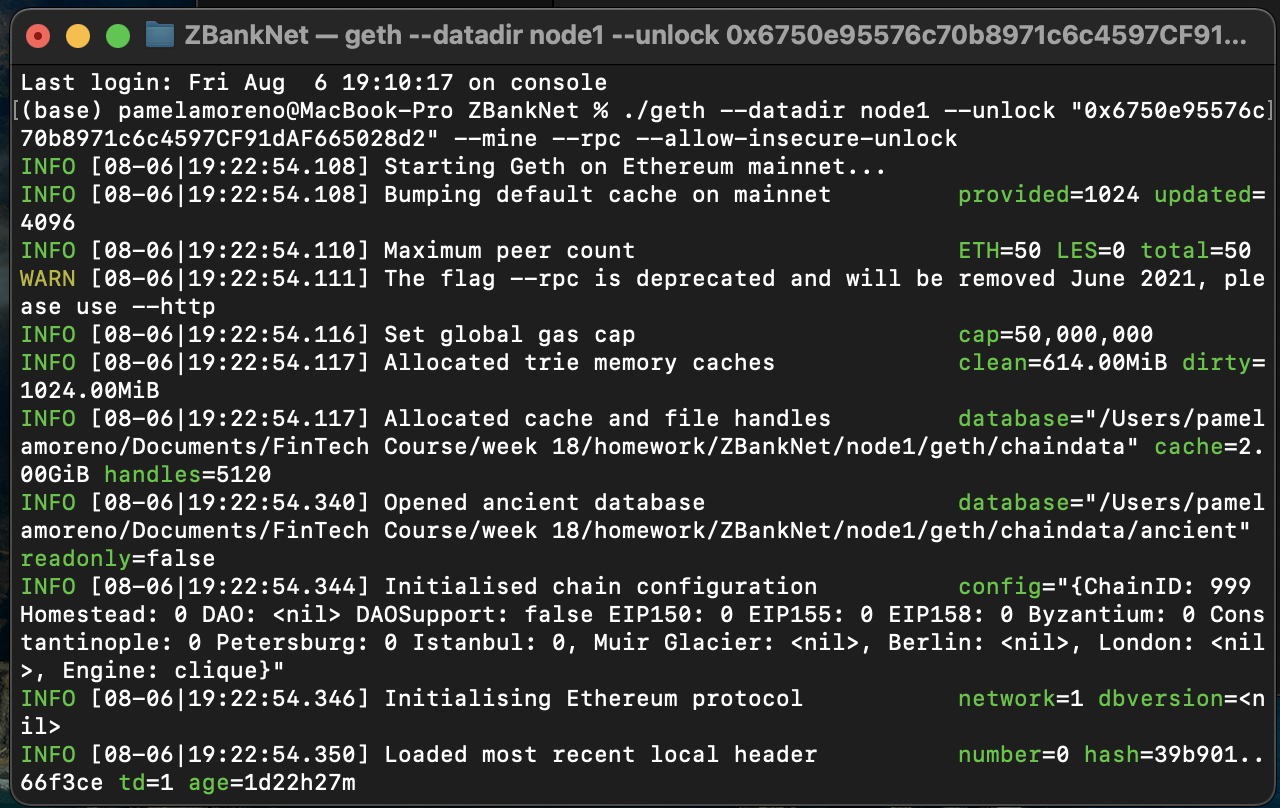 ZBankNet — geth --datadir node1 --unlock 0x6750e95576c70b8971c6c4597CF91...
Last login: Fri Aug  6 19:10:17 on console
[(base) pamelamoreno@MacBook-Pro ZBankNet % ./geth --datadir node1 --unlock "0x6750e95576c]
70b8971c6c4597CF91dAF665028d2" --mine --rpc --allow-insecure-unlock
INFO [08-06|19:22:54.108] Starting Geth on Ethereum mainnet...
INFO [08-06|19:22:54.108] Bumping default cache on mainnet         provided=1024 updated=
4096
INFO [08-06|19:22:54.110] Maximum peer count                       ETH=50 LES=0 total=50
WARN [08-06|19:22:54.111] The flag --rpc is deprecated and will be removed June 2021, ple
ase use --http
INFO [08-06|19:22:54.116] Set global gas cap                       cap=50,000,000
INFO [08-06|19:22:54.117] Allocated trie memory caches             clean=614.00MiB dirty=
1024.00MiB
INFO [08-06|19:22:54.117] Allocated cache and file handles         database="/Users/pamel
amoreno/Documents/FinTech Course/week 18/homework/ZBankNet/node1/geth/chaindata" cache=2.
00GiB handles=5120
INFO [08-06|19:22:54.340] Opened ancient database                  database="/Users/pamel
amoreno/Documents/FinTech Course/week 18/homework/ZBankNet/node1/geth/chaindata/ancient"
readonly=false
INFO [08-06|19:22:54.344] Initialised chain configuration          config="{ChainID: 999
Homestead: 0 DAO: <nil> DAOSupport: false EIP150: 0 EIP155: 0 EIP158: 0 Byzantium: 0 Cons
tantinople: 0 Petersburg: 0 Istanbul: 0, Muir Glacier: <nil>, Berlin: <nil>, London: <nil
>, Engine: clique}"
INFO [08-06|19:22:54.346] Initialising Ethereum protocol           network=1 dbversion=<n
il>
INFO [08-06|19:22:54.350] Loaded most recent local header          number=0 hash=39b901..
66f3ce td=1 age=1d22h27m